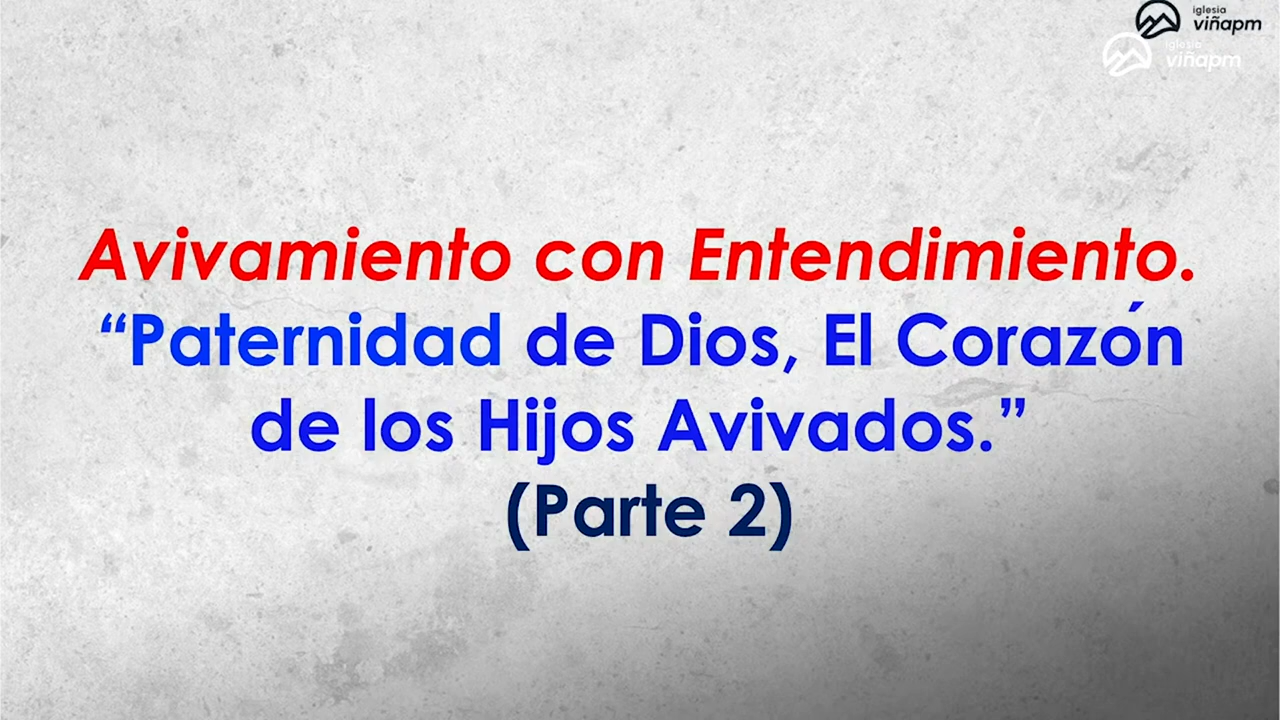 iglesia
viñapm
iglesia
viñapm
Avivamiento con Entendimiento.
“Paternidad de Dios, El Corazón
de los Hijos Avivados.”
(Parte 2)